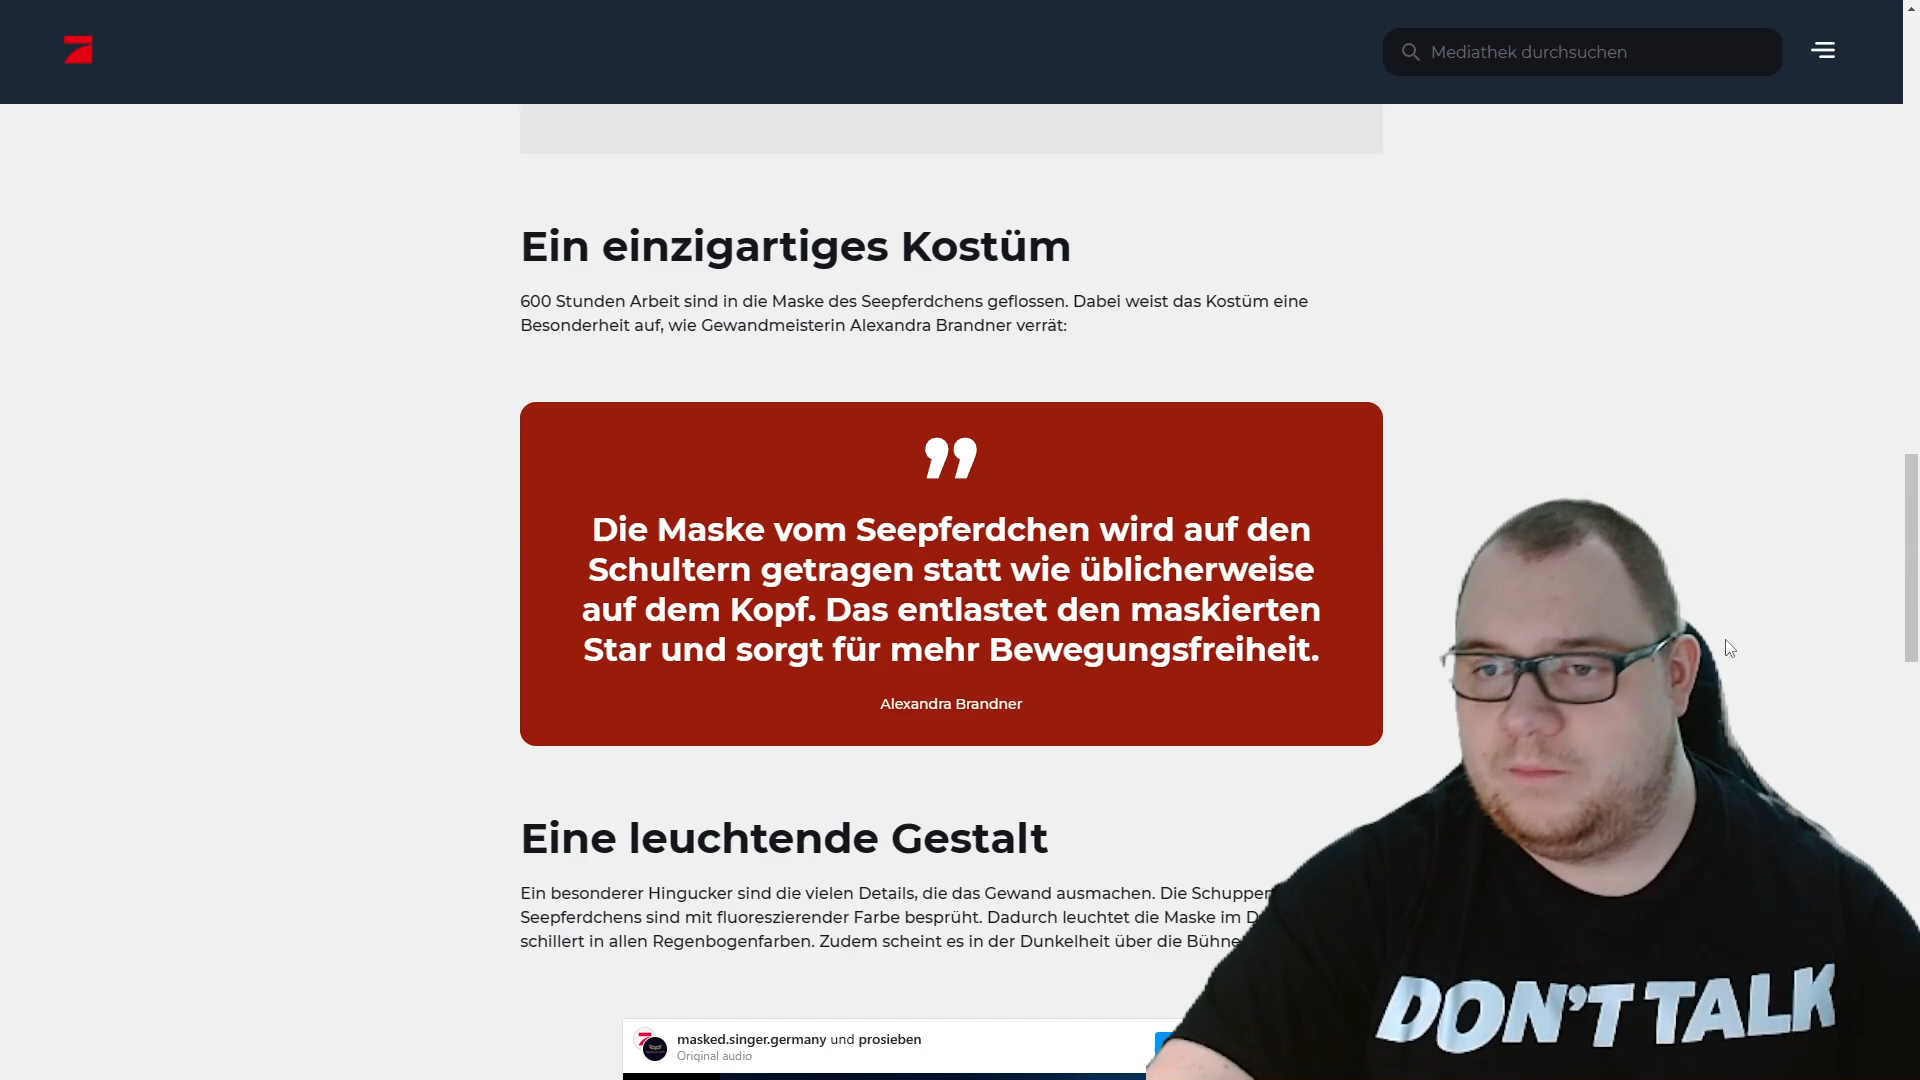 Mediathek durchsuchen
Ein einzigartiges Kostüm
600 Stunden Arbeit sind in die Maske des Seepferdchens geflossen. Dabei weist das Kostüm eine
Besonderheit auf, wie Gewandmeisterin Alexandra Brandner verrät:
"
Die Maske vom Seepferdchen wird auf den
Schultern getragen statt wie üblicherweise
auf dem Kopf. Das entlastet den maskierten
Star und sorgt für mehr Bewegungsfreiheit.
Alexandra Brandner
Eine leuchtende Gestalt
Ein besonderer Hingucker sind die vielen Details, die das Gewand ausmachen. Die Schuppen
Seepferdchens sind mit fluoreszierender Farbe besprüht. Dadurch leuchtet die Maske im
schillert in allen Regenbogenfarben. Zudem scheint es in der Dunkelheit über die Bühne
masked.singer.germany und prosieben
Original audio
DON'T TALK